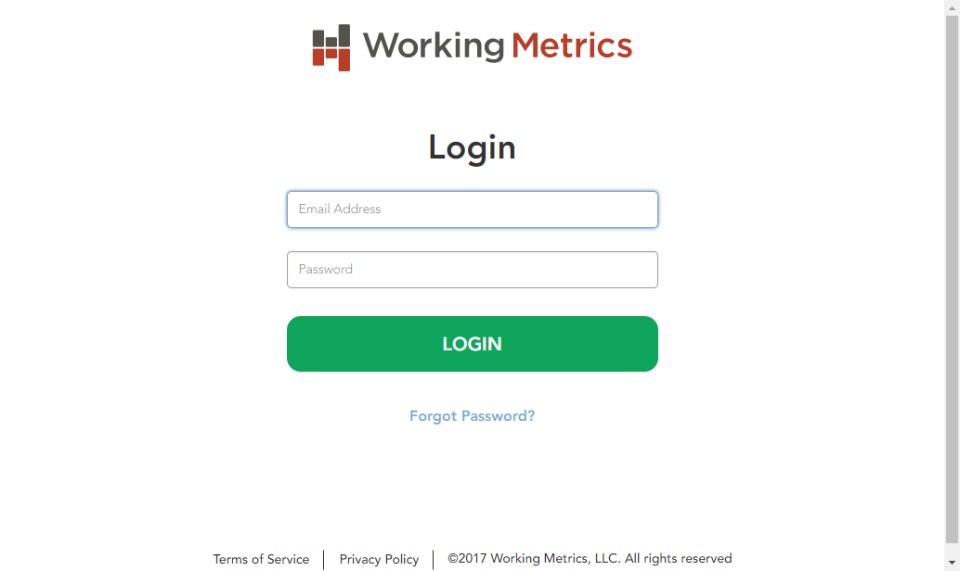 Working Metrics
Login
Email Address
Password
LOGIN
Forgot Password?
Terms of Service | Privacy Policy | ©2017 Working Metrics, LLC. All rights reserved